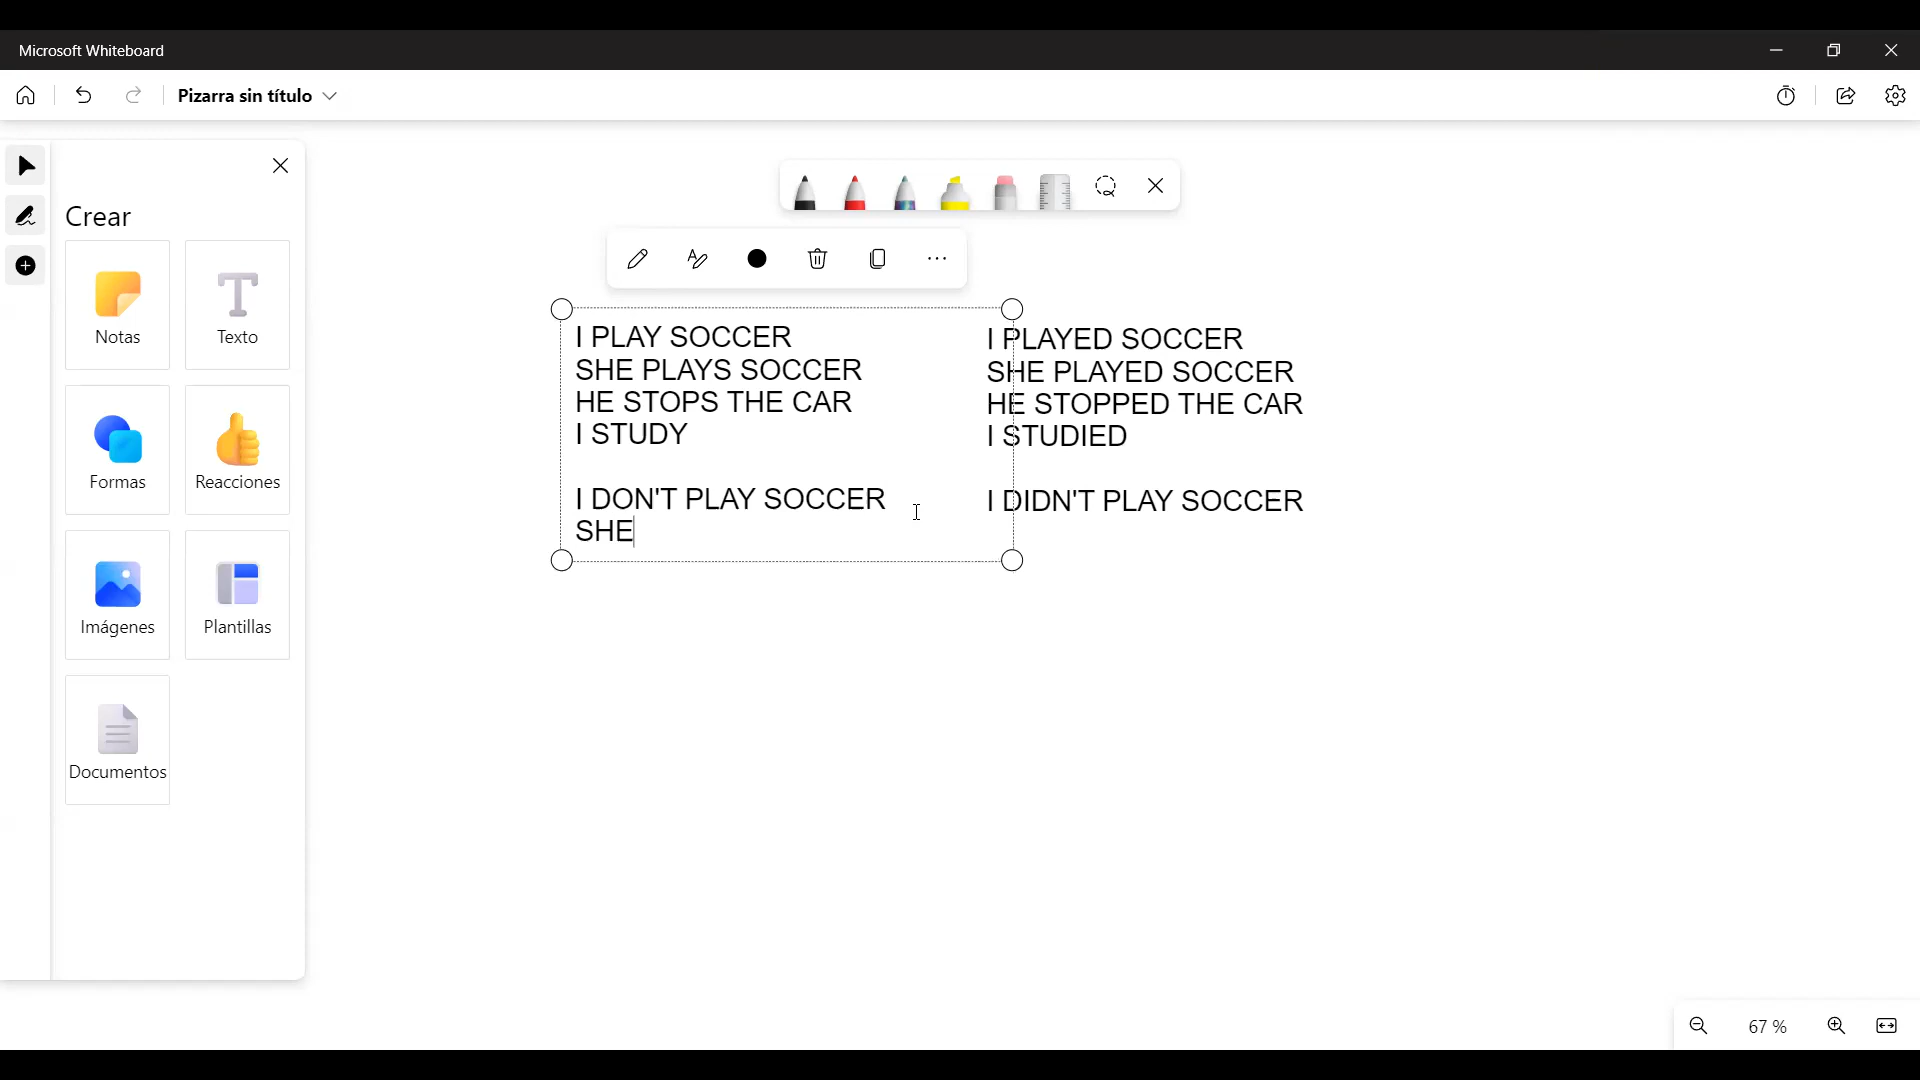 Microsoft Whiteboard
Pizarra sin título
Crear
Notas
Texto
Formas
Reacciones
Imágenes
Plantillas
Documentos
I PLAY SOCCER
SHE PLAYS SOCCER
HE STOPS THE CAR
I STUDY
I DON'T PLAY SOCCER
SHE
I PLAYED SOCCER
SHE PLAYED SOCCER
HE STOPPED THE CAR
I STUDIED
I DIDN'T PLAY SOCCER
67 %